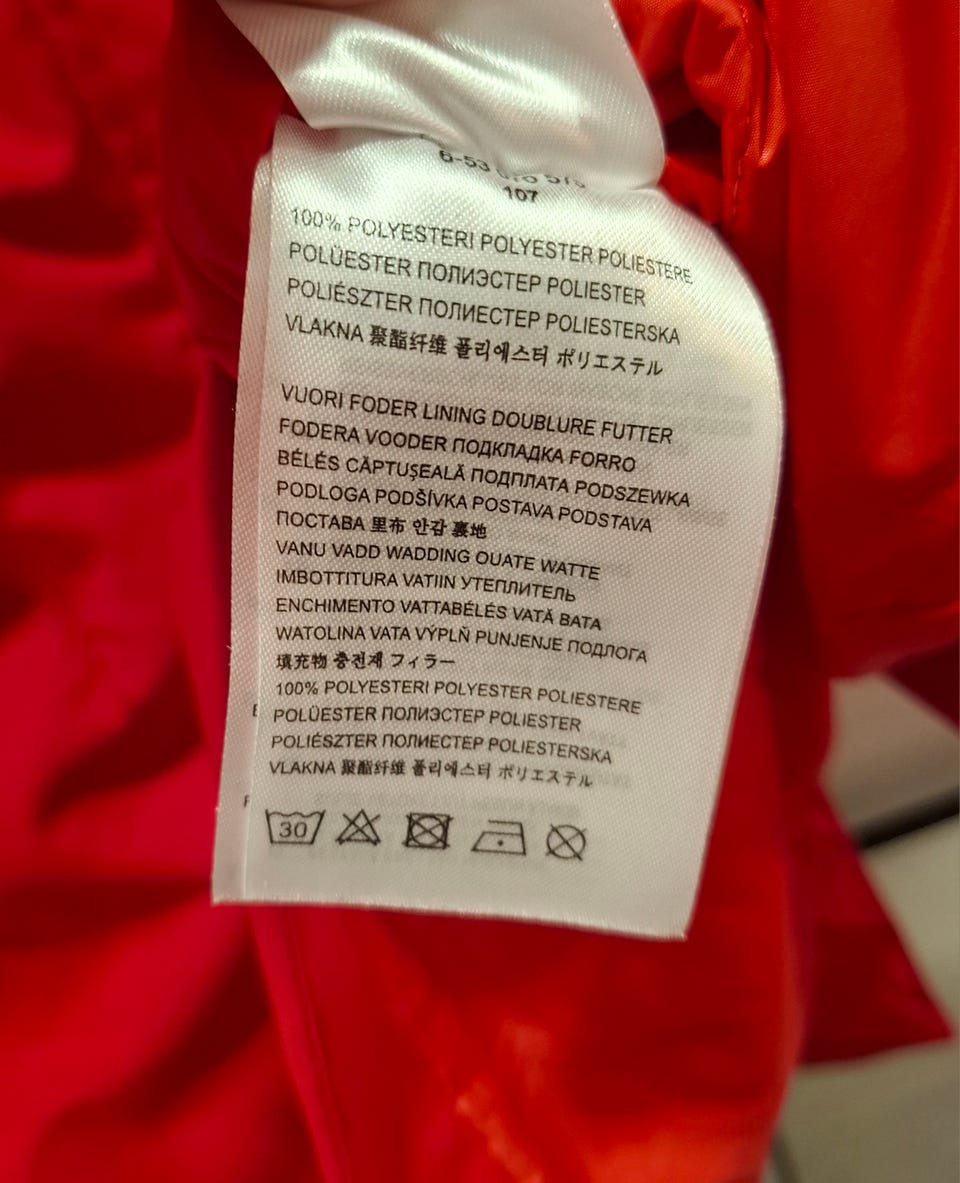 107
100% POLYESTERI POLYESTER POLIESTERE
POLÜESTER ПОЛИЭСТЕР POLIESTER
POLIÉSZTER ПОЛИЕСТЕР POLIESTERSKA
VLAKNA 聚酯纤维 폴리에스터 ポリエステル
VUORI FODER LINING DOUBLURE FUTTER
FODERA VOODER ПОДКЛАДКА FORRO
BÉLÉS CĂPTUŞEALĂ ПОДПЛАТА PODSZEWKA
PODLOGA PODŠÍVKA POSTAVA PODSTAVA
ПОСТАВА 里布 안감 裏地
VANU VADD WADDING OUATE WATTE
IMBOTTITURA VATIIN УТЕПЛИТЕЛЬ
ENCHIMENTO VATTABÉLÉS VATĂ BATA
WATOLINA VATA VÝPLŇ PUNJENJE ПОДЛОГА
填充物 충전재 フィラー
100% POLYESTERI POLYESTER POLIESTERE
POLÜESTER ПОЛИЭСТЕР POLIESTER
POLIÉSZTER ПОЛИЕСТЕР POLIESTERSKA
VLAKNA 聚酯纤维 폴리에스터 ポリエステル
30